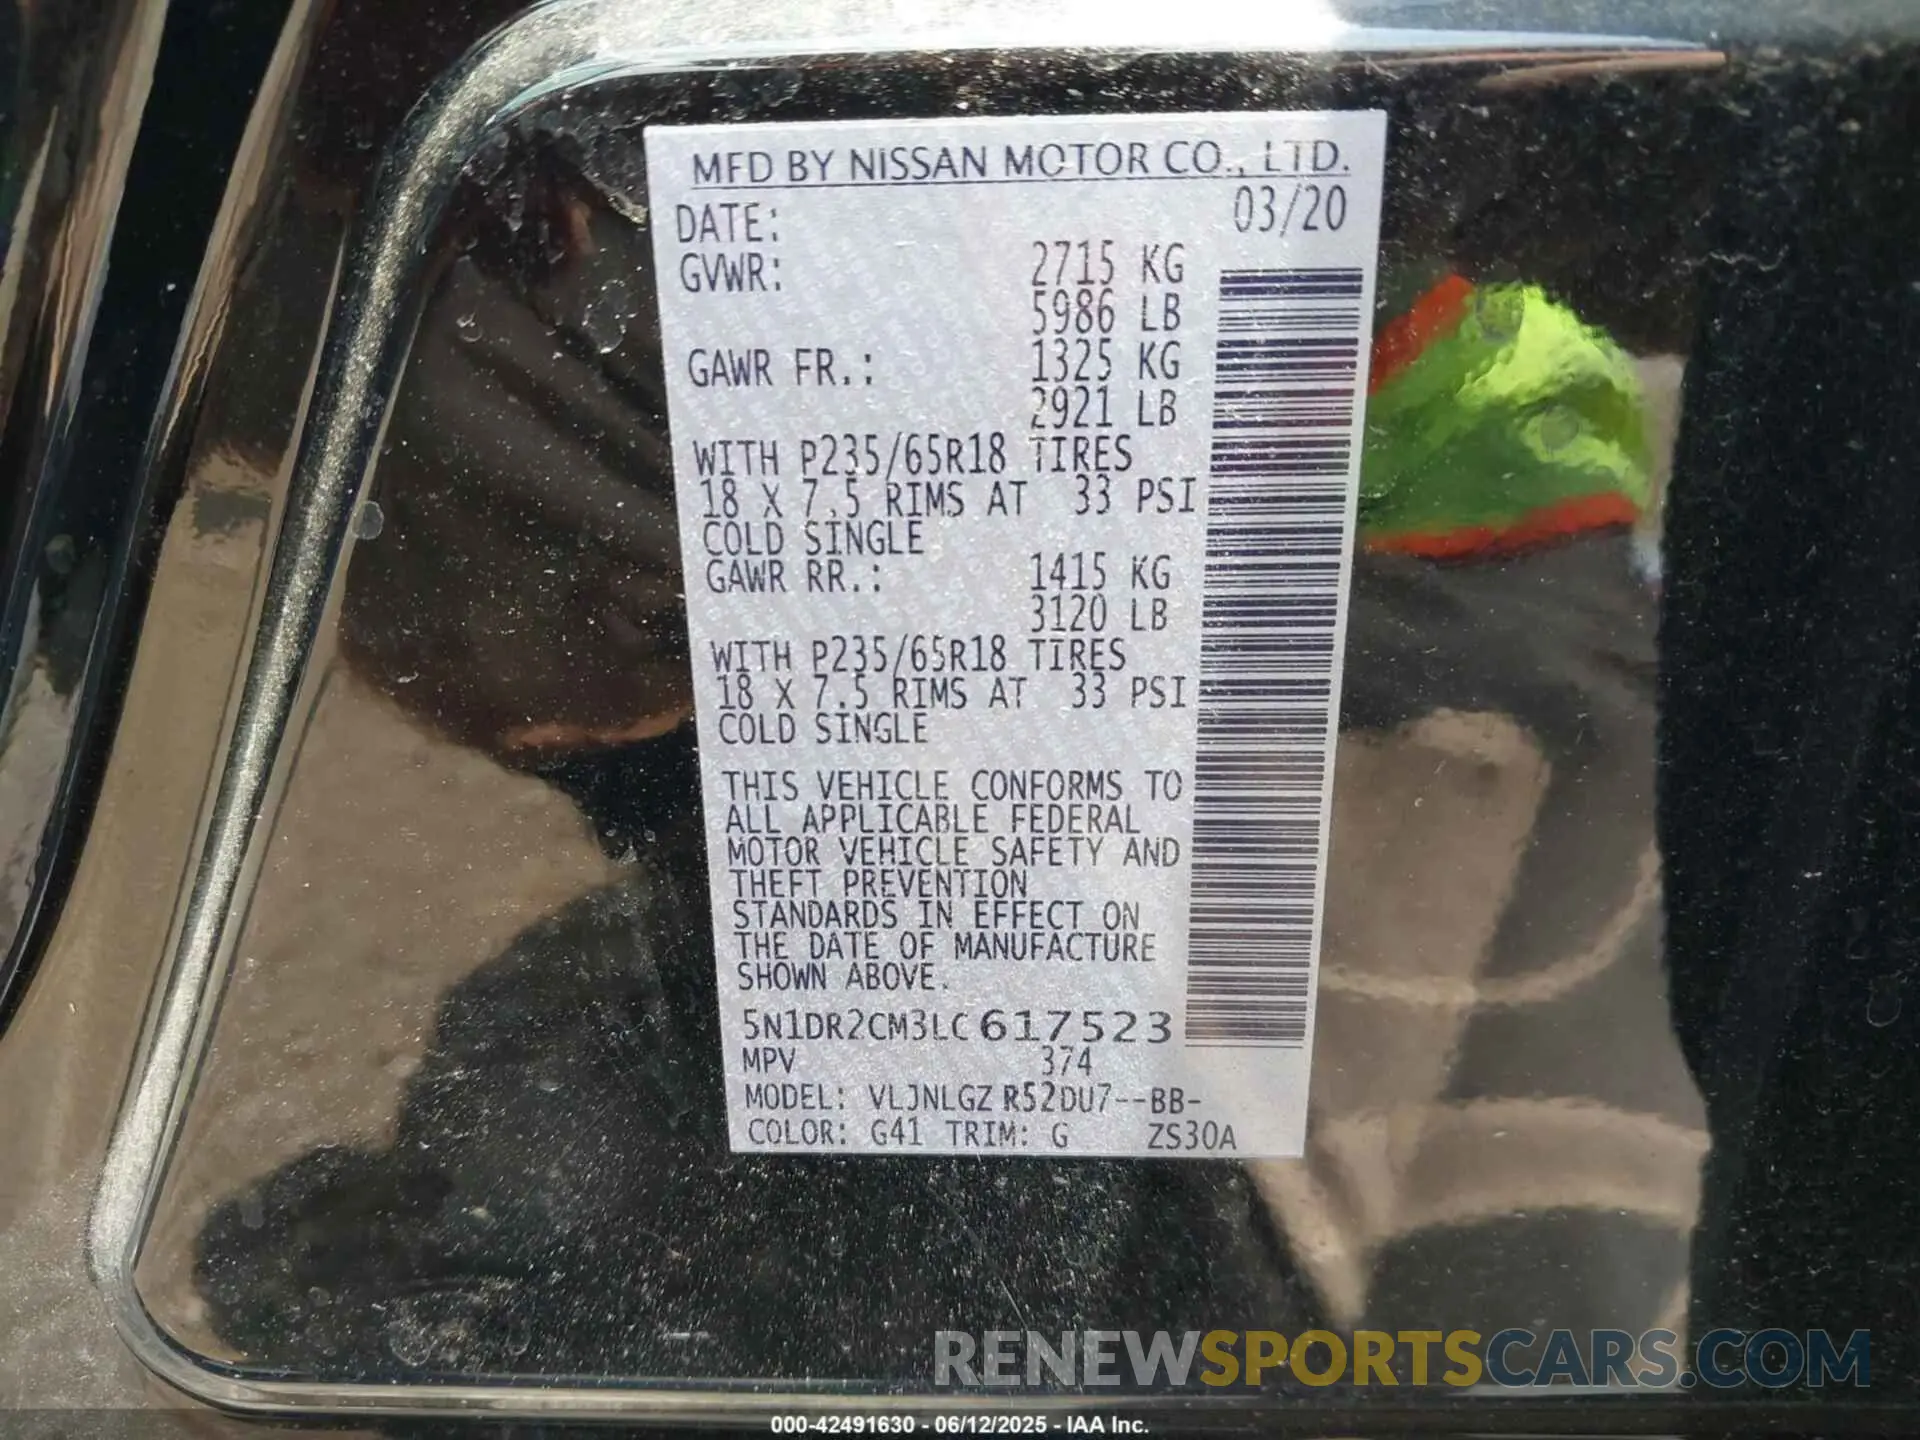 MFD BY NISSAN MOTOR CO., LTD.
DATE: 03/20
GVWR: 2715 KG
5986 LB
GAWR FR.: 1325 KG
2921 LB
WITH P235/65R18 TIRES
18 X 7.5 RIMS AT 33 PSI
COLD SINGLE
GAWR RR.: 1415 KG
3120 LB
WITH P235/65R18 TIRES
18 X 7.5 RIMS AT 33 PSI
COLD SINGLE
THIS VEHICLE CONFORMS TO
ALL APPLICABLE FEDERAL
MOTOR VEHICLE SAFETY AND
THEFT PREVENTION
STANDARDS IN EFFECT ON
THE DATE OF MANUFACTURE
SHOWN ABOVE.
5N1DR2CM3LC617523
MPV 374
MODEL: VLJNLGZ R52DU7--BB-
COLOR: G41 TRIM: G ZS30A
RENEWSPORTSCARS.COM
000-42491630 - 06/12/2025 - IAA Inc.